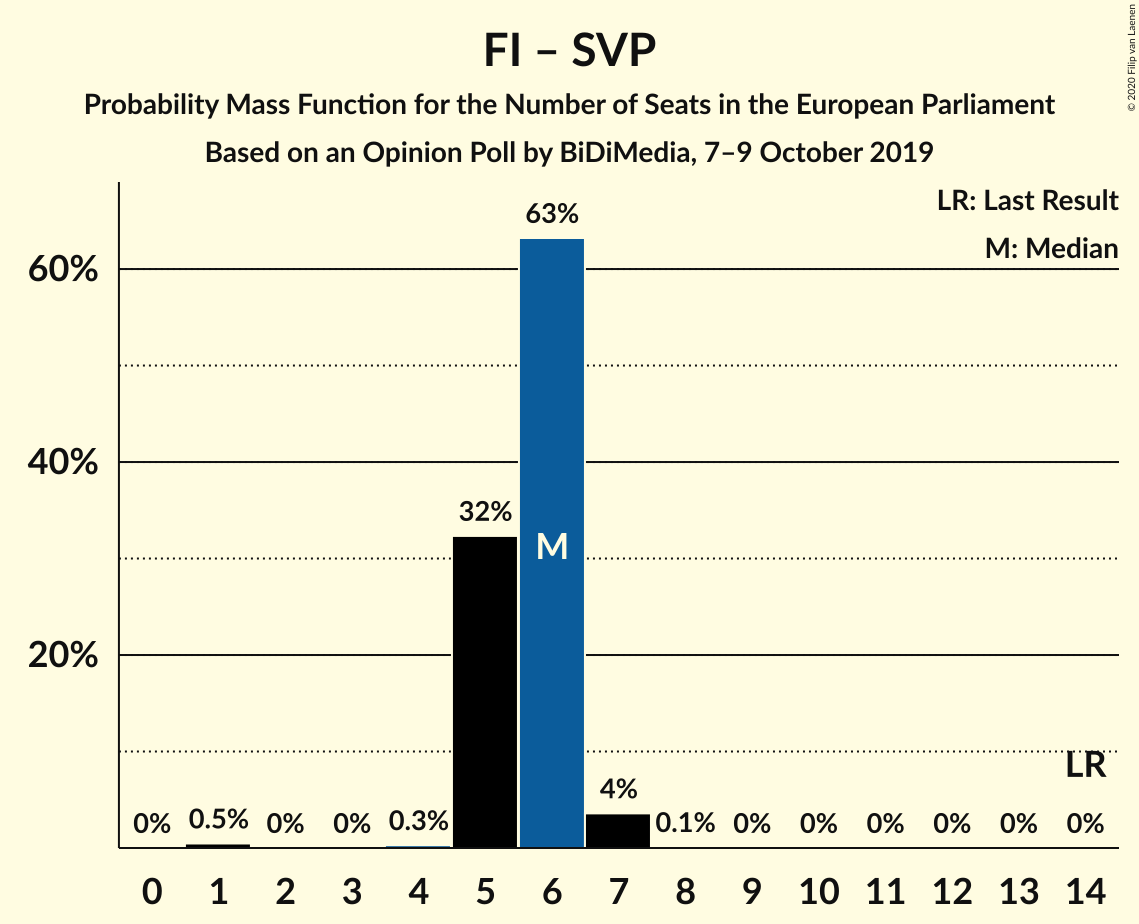 FI – SVP
Probability Mass Function for the Number of Seats in the European Parliament
Based on an Opinion Poll by BiDiMedia, 7–9 October 2019
© 2020 Filip van Laenen
LR: Last Result
M: Median
60%
40%
20%
63%
32%
M
LR
4%
0% 0.5% 0% 0% 0.3% 0.1% 0% 0% 0% 0% 0% 0%
0 1 2 3 4 5 6 7 8 9 10 11 12 13 14